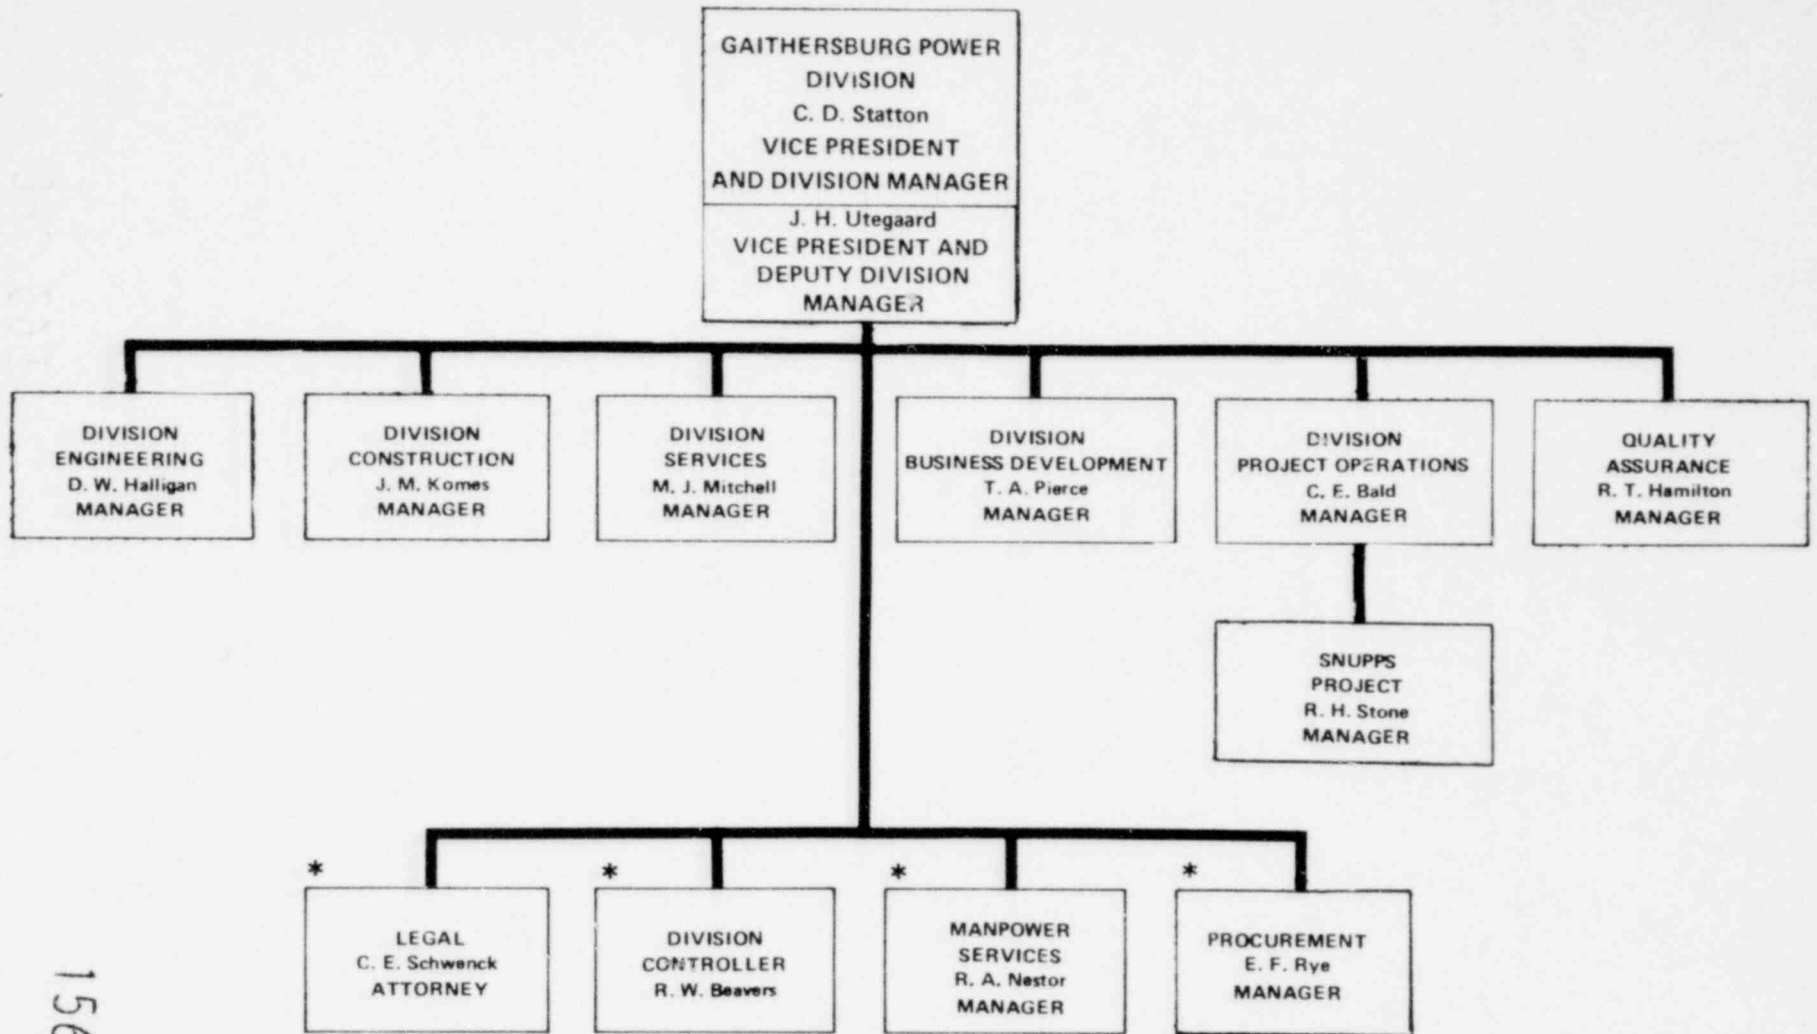 GAITHERSBURG POWER
DIVISION
C. D. Statton
VICE PRESIDENT
AND DIVISION MANAGER
J. H. Utegaard
VICE PRESIDENT AND
DEPUTY DIVISION
MANAGER
DIVISION
ENGINEERING
D. W. Halligan
MANAGER
DIVISION
CONSTRUCTION
J. M. Komes
MANAGER
DIVISION
SERVICES
M. J. Mitchell
MANAGER
DIVISION
BUSINESS DEVELOPMENT
T. A. Pierce
MANAGER
DIVISION
PROJECT OPERATIONS
C. E. Bald
MANAGER
QUALITY
ASSURANCE
R. T. Hamilton
MANAGER
SNUPPS
PROJECT
R. H. Stone
MANAGER
*
LEGAL
C. E. Schwenck
ATTORNEY
*
DIVISION
CONTROLLER
R. W. Beavers
*
MANPOWER
SERVICES
R. A. Nestor
MANAGER
*
PROCUREMENT
E. F. Rye
MANAGER
156